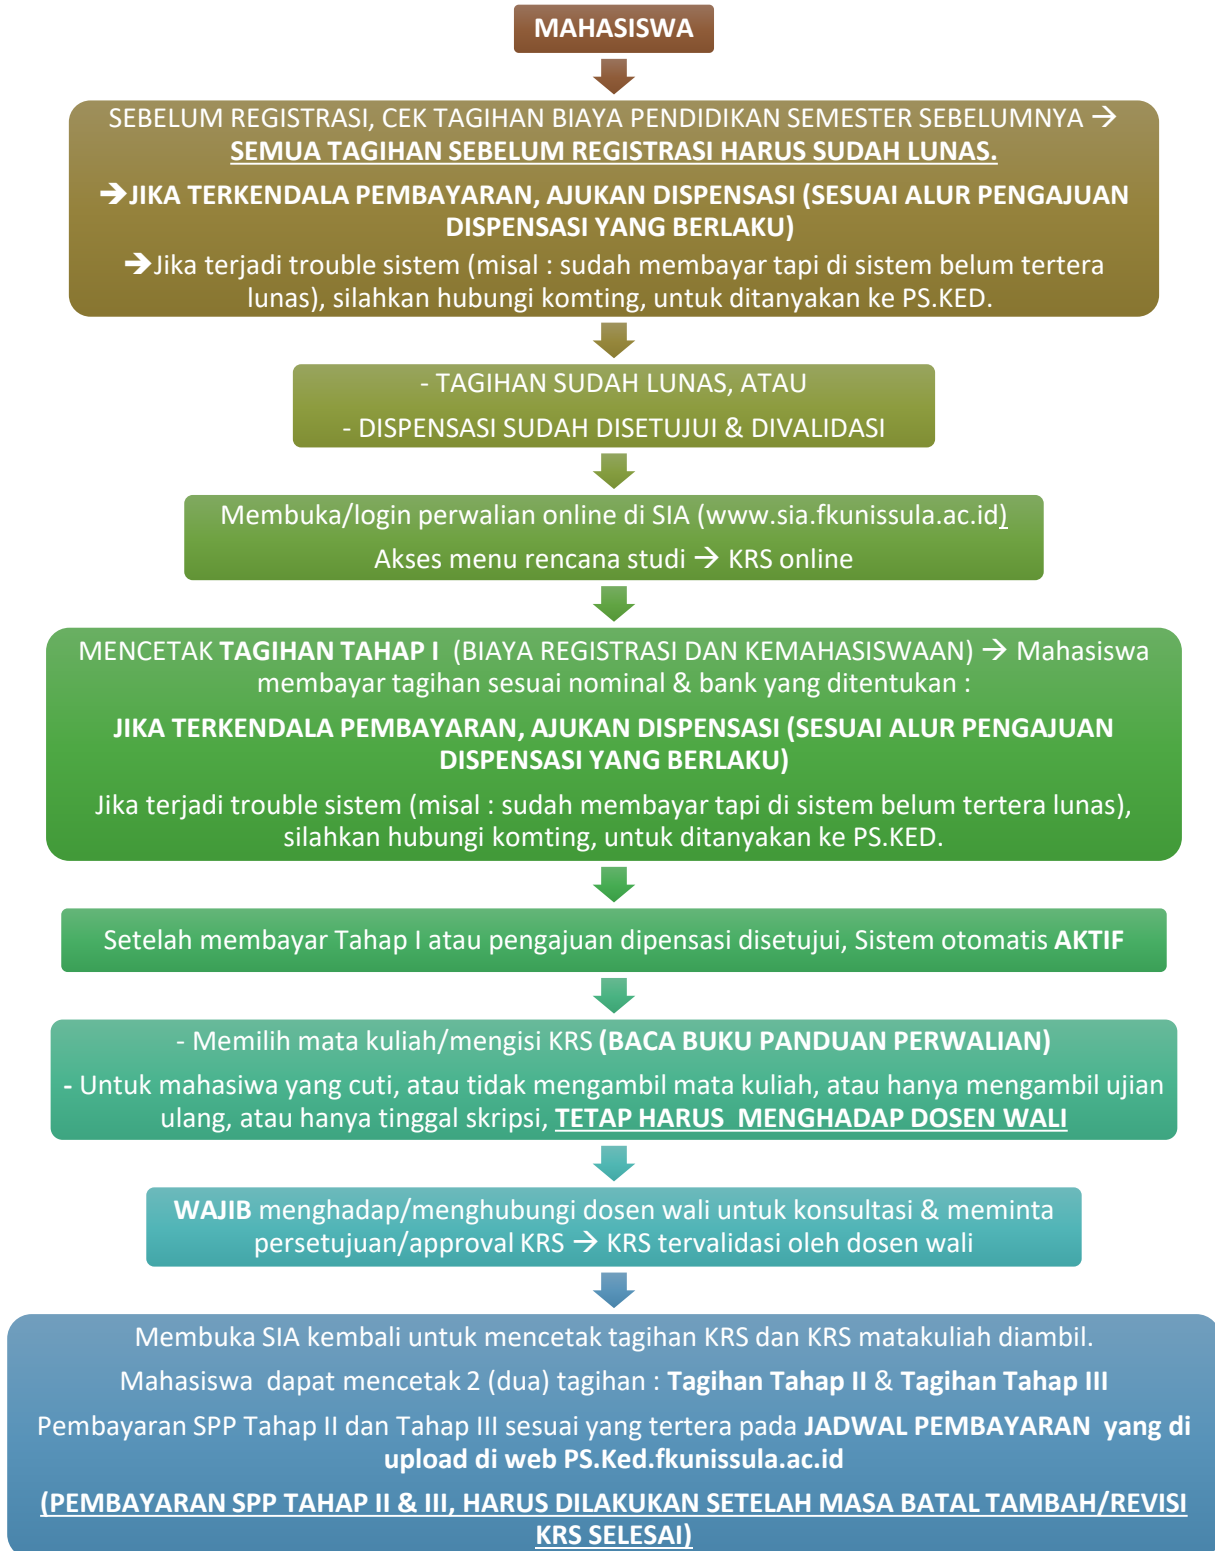 MAHASISWA
SEBELUM REGISTRASI, CEK TAGIHAN BIAYA PENDIDIKAN SEMESTER SEBELUMNYA →
SEMUA TAGIHAN SEBELUM REGISTRASI HARUS SUDAH LUNAS.
→JIKA TERKENDALA PEMBAYARAN, AJUKAN DISPENSASI (SESUAI ALUR PENGAJUAN
DISPENSASI YANG BERLAKU)
→Jika terjadi trouble sistem (misal : sudah membayar tapi di sistem belum tertera
lunas), silahkan hubungi komting, untuk ditanyakan ke PS.KED.
- TAGIHAN SUDAH LUNAS, ATAU
- DISPENSASI SUDAH DISETUJUI & DIVALIDASI
Membuka/login perwalian online di SIA (www.sia.fkunissula.ac.id)
Akses menu rencana studi → KRS online
MENCETAK TAGIHAN TAHAP I (BIAYA REGISTRASI DAN KEMAHASISWAAN) → Mahasiswa
membayar tagihan sesuai nominal & bank yang ditentukan :
JIKA TERKENDALA PEMBAYARAN, AJUKAN DISPENSASI (SESUAI ALUR PENGAJUAN
DISPENSASI YANG BERLAKU)
Jika terjadi trouble sistem (misal : sudah membayar tapi di sistem belum tertera lunas),
silahkan hubungi komting, untuk ditanyakan ke PS.KED.
Setelah membayar Tahap I atau pengajuan dipensasi disetujui, Sistem otomatis AKTIF
- Memilih mata kuliah/mengisi KRS (BACA BUKU PANDUAN PERWALIAN)
- Untuk mahasiwa yang cuti, atau tidak mengambil mata kuliah, atau hanya mengambil ujian
ulang, atau hanya tinggal skripsi, TETAP HARUS MENGHADAP DOSEN WALI
WAJIB menghadap/menghubungi dosen wali untuk konsultasi & meminta
persetujuan/approval KRS → KRS tervalidasi oleh dosen wali
Membuka SIA kembali untuk mencetak tagihan KRS dan KRS matakuliah diambil.
Mahasiswa dapat mencetak 2 (dua) tagihan : Tagihan Tahap II & Tagihan Tahap III
Pembayaran SPP Tahap II dan Tahap III sesuai yang tertera pada JADWAL PEMBAYARAN yang di
upload di web PS.Ked.fkunissula.ac.id
(PEMBAYARAN SPP TAHAP II & III, HARUS DILAKUKAN SETELAH MASA BATAL TAMBAH/REVISI
KRS SELESAI)